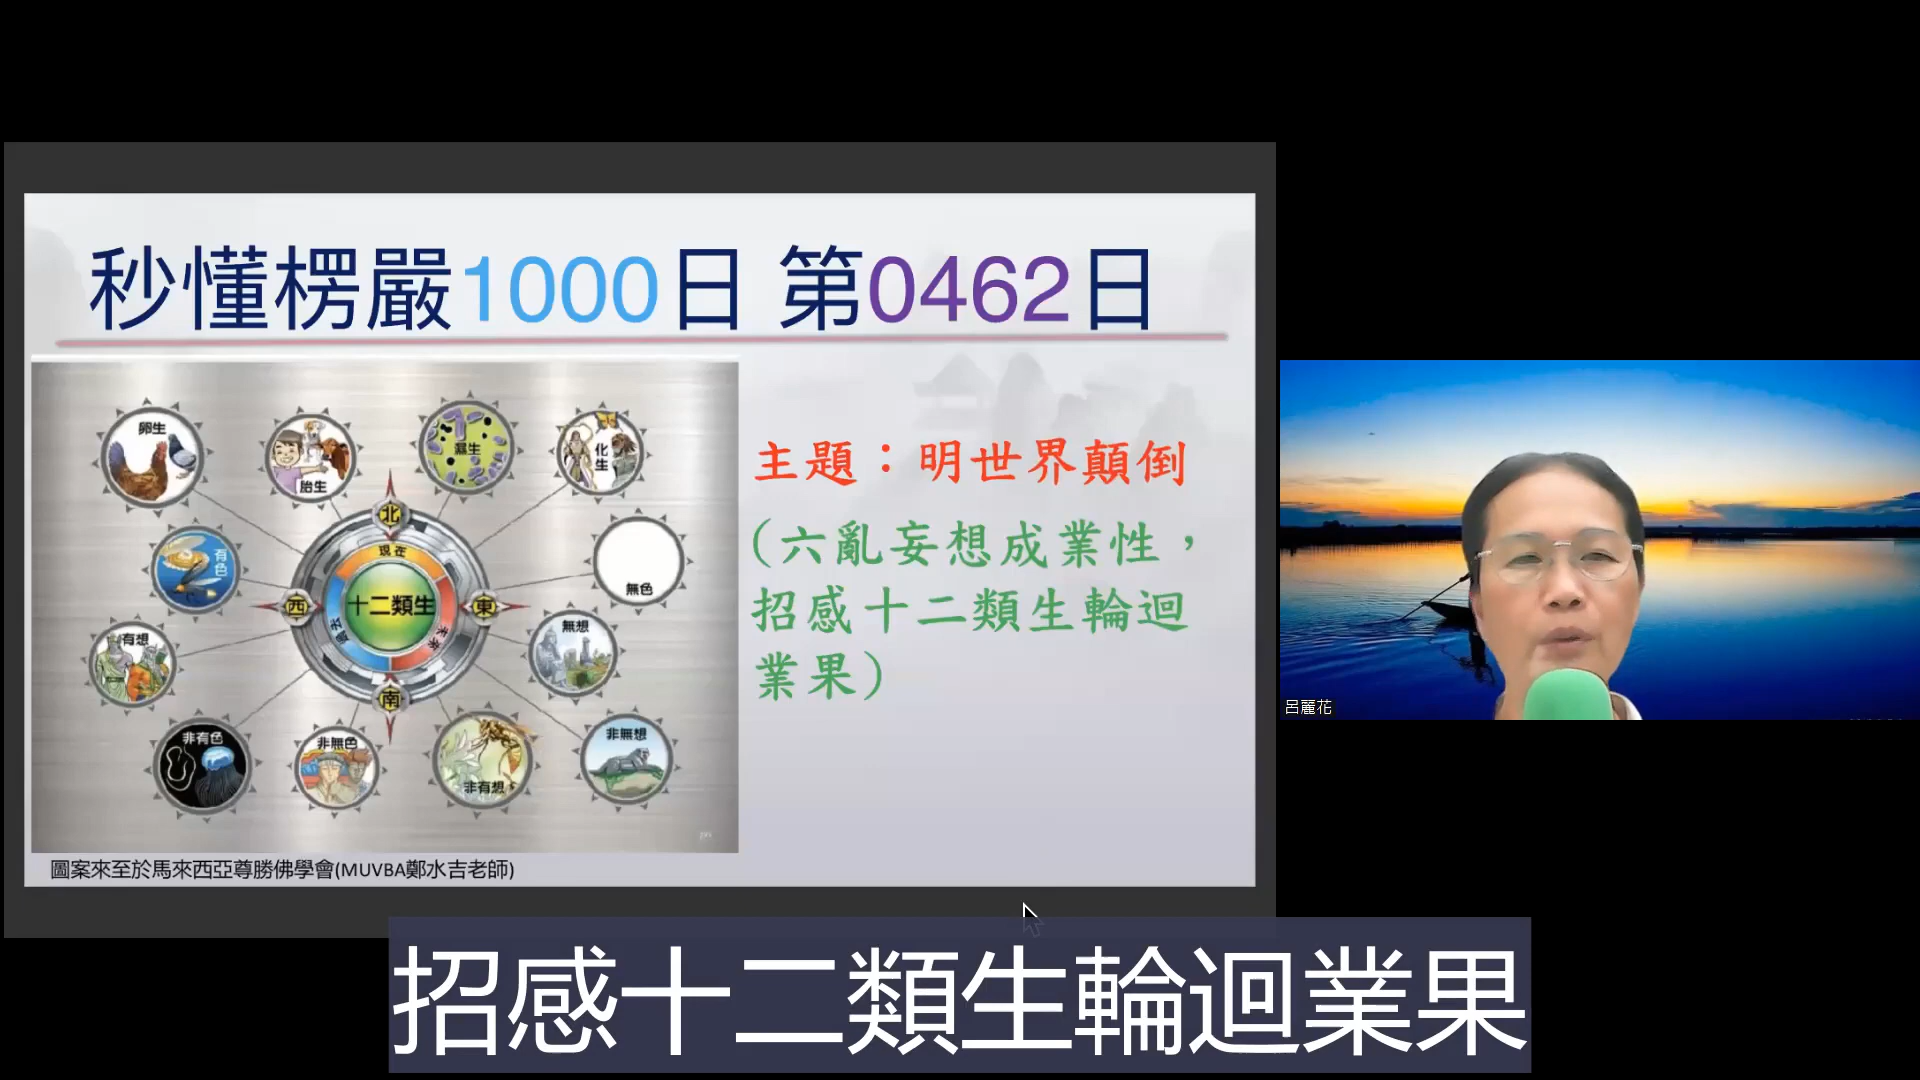 秒懂楞嚴1000日 第0462日
卵生
胎生
濕生
化生
有色
無色
有想
無想
非有色
非無色
非有想
非無想
北
現在
西
十二類生
東
過去
未來
南
主題：明世界顛倒
(六亂妄想成業性，
招感十二類生輪迴
業果)
圖案來至於馬來西亞尊勝佛學會(MUVBA鄭水吉老師)
呂麗花
招感十二類生輪迴業果